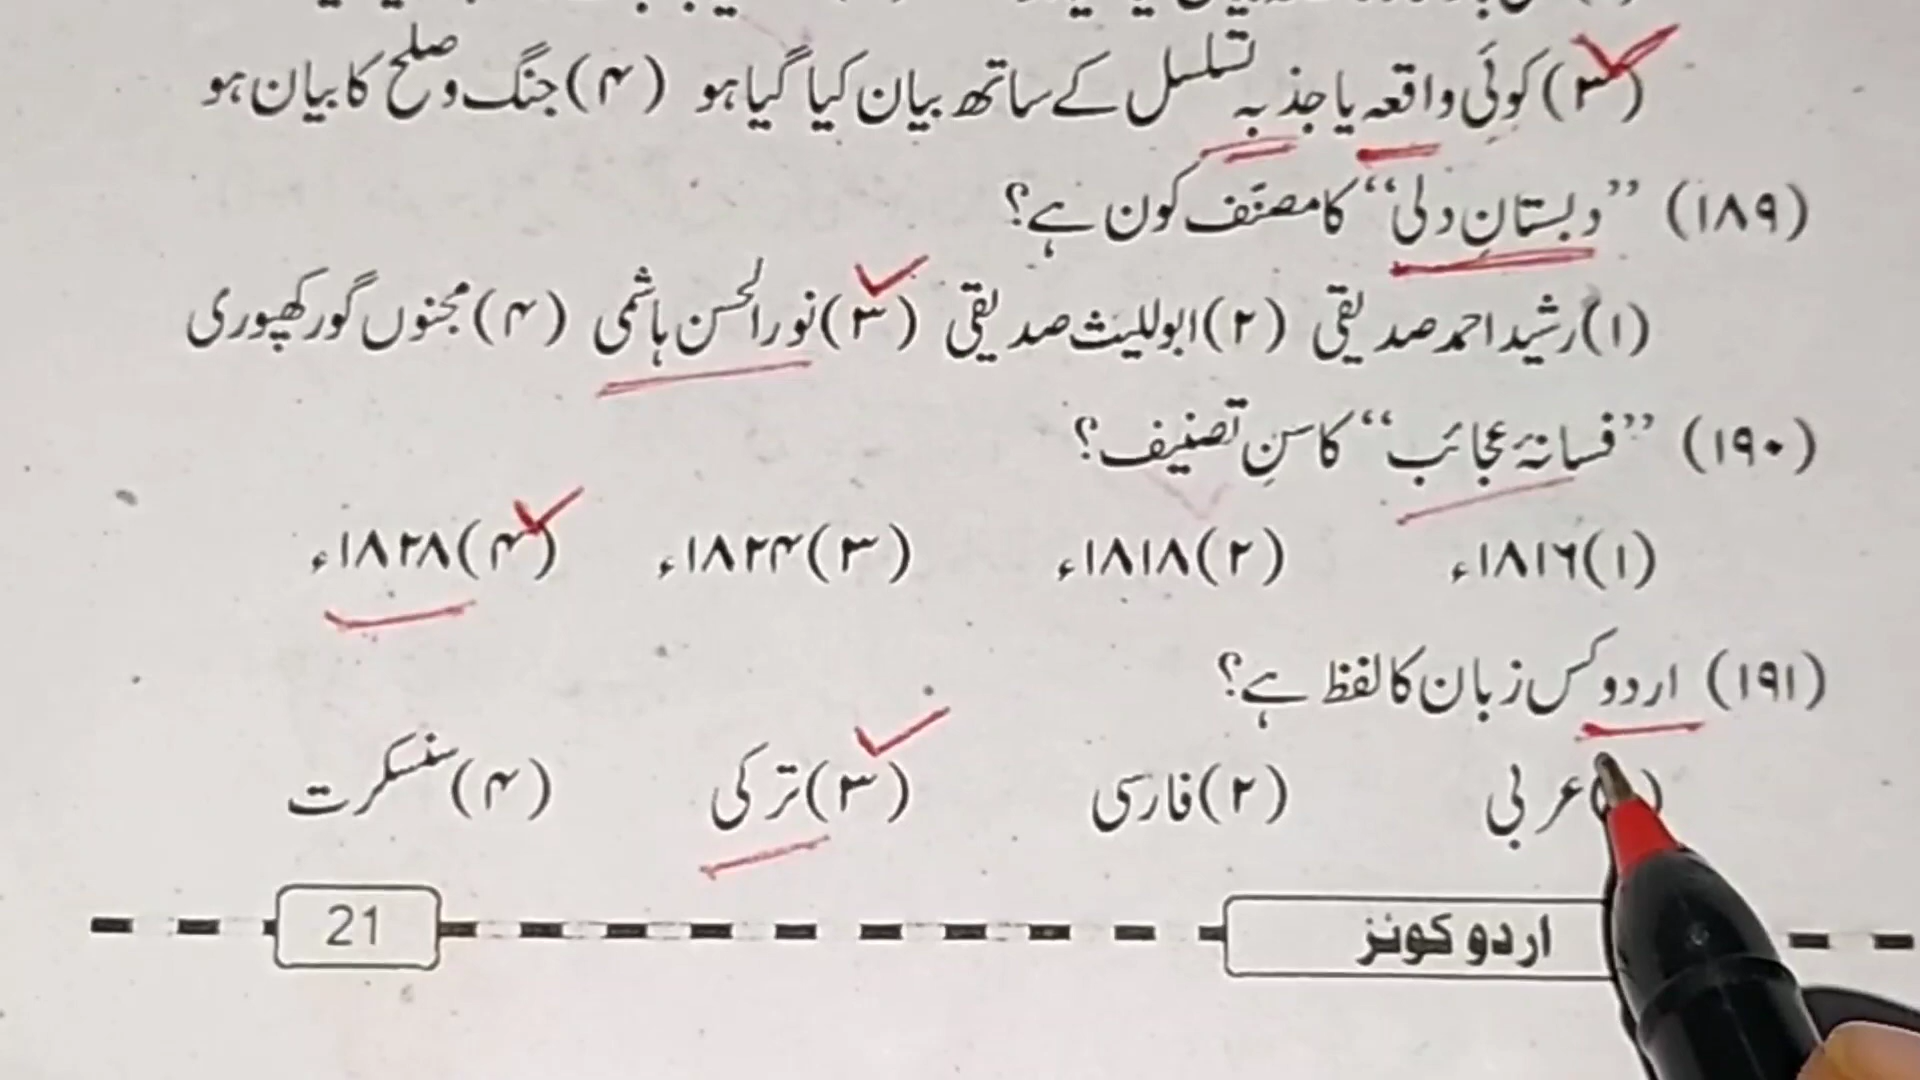 (۳) کوئی واقعہ یا جذبہ تسلسل کے ساتھ بیان کیا گیا ہو (۴) جنگ و صلح کا بیان ہو
(۱۸۹) ”دبستانِ دلی“ کا مصنّف کون ہے؟
(۱) رشید احمد صدیقی (۲) ابواللیث صدیقی (۳) نورالحسن ہاشمی (۴) مجنوں گورکھپوری
(۱۹۰) ”فسانۂ عجائب“ کا سنِ تصنیف؟
(۱) ۱۸۱۶ء (۲) ۱۸۱۸ء (۳) ۱۸۲۴ء (۴) ۱۸۲۸ء
(۱۹۱) اردو کس زبان کا لفظ ہے؟
عربی (۲) فارسی (۳) ترکی (۴) سنسکرت
اردو کوئز 21